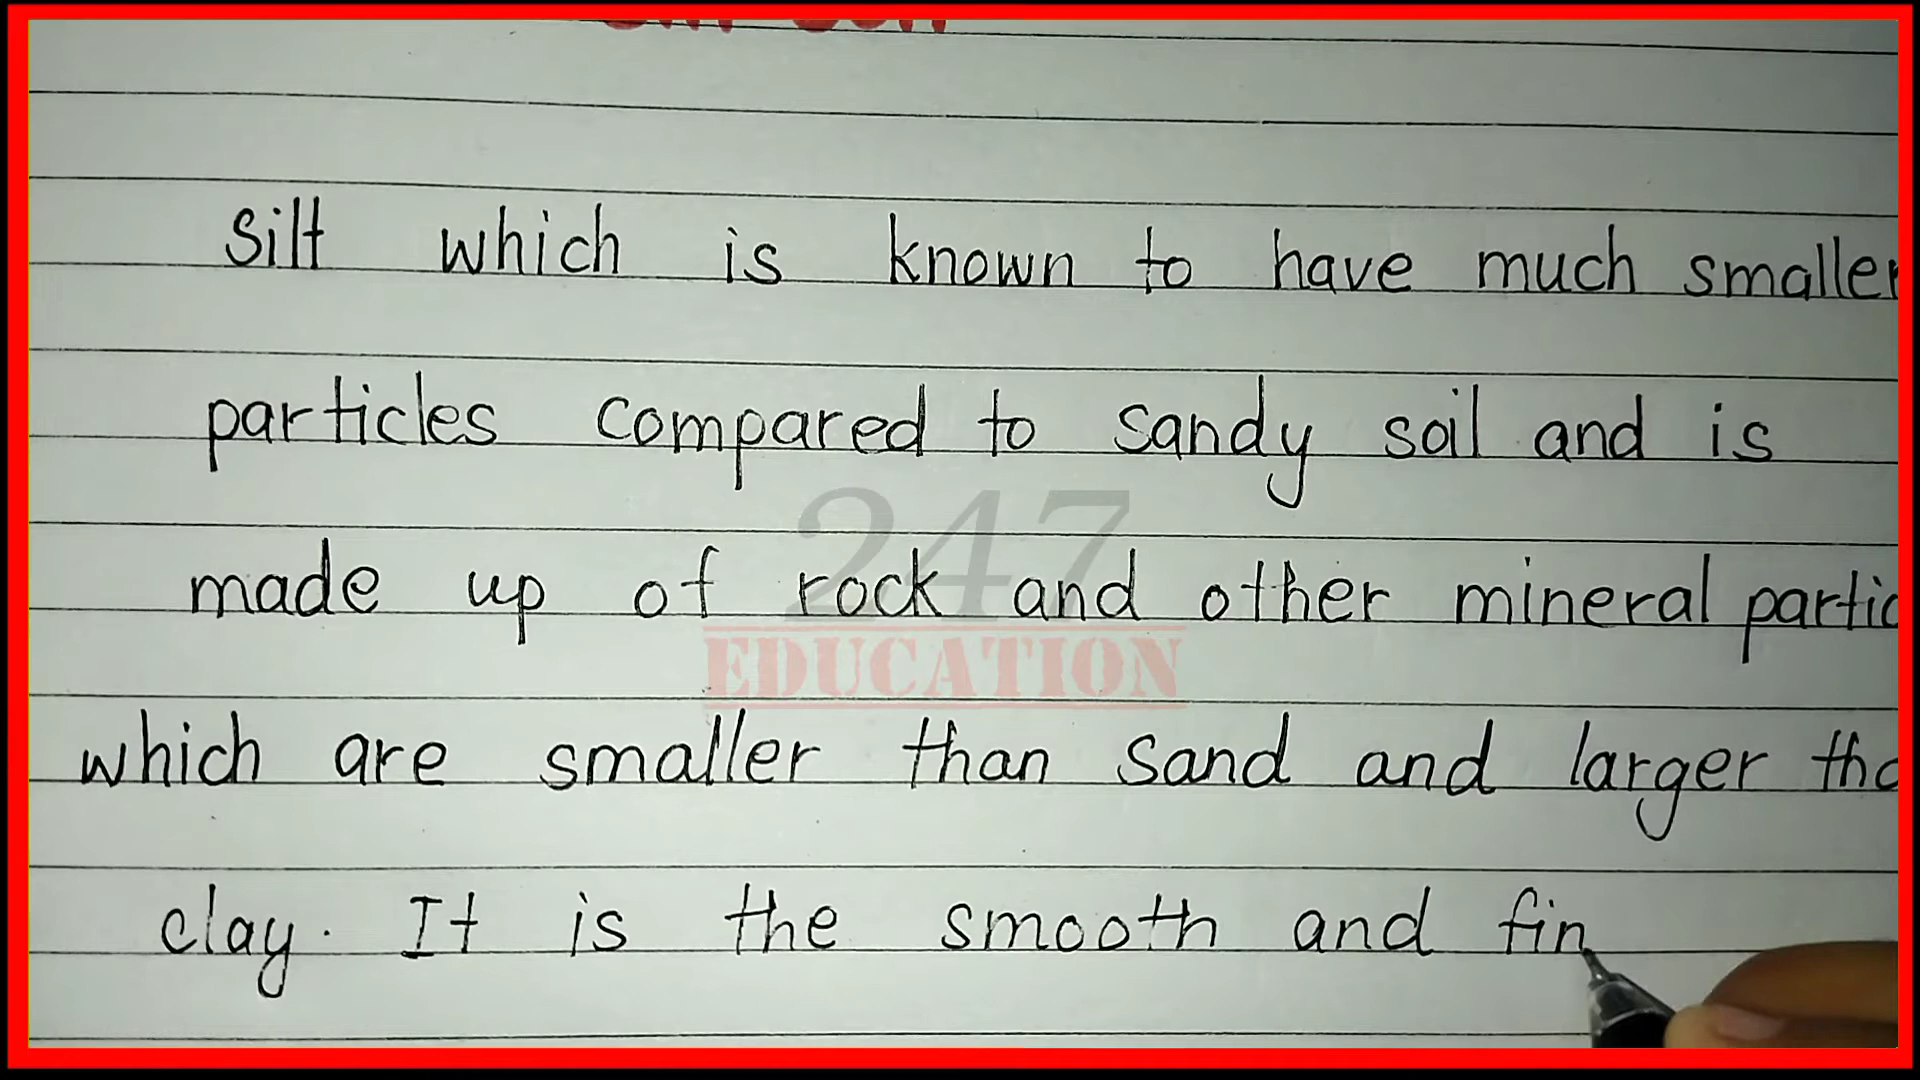 Silt which is known to have much smaller
particles compared to sandy soil and is
made up of rock and other mineral partic
which are smaller than sand and larger tha
clay. It is the smooth and fin
247
EDUCATION